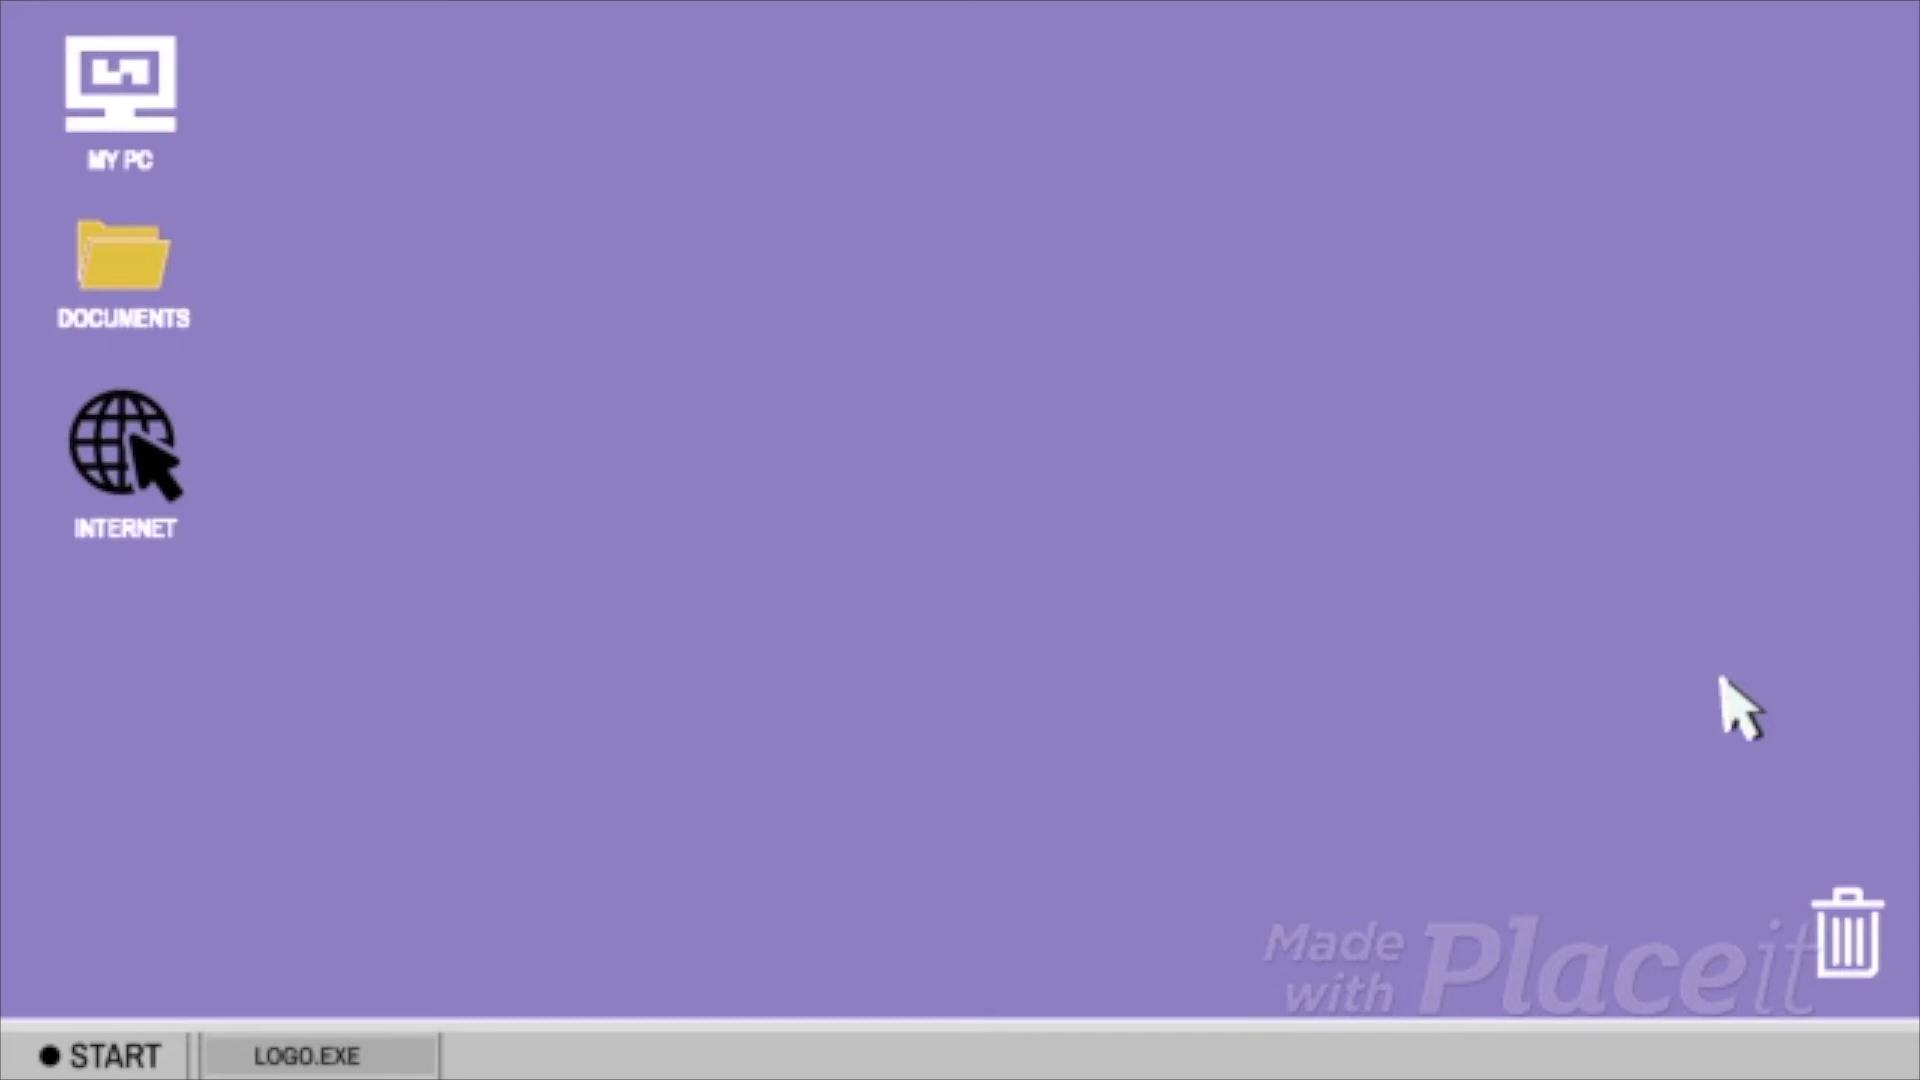 MY PC
DOCUMENTS
INTERNET
Made
with Placeit
START
LOGO.EXE